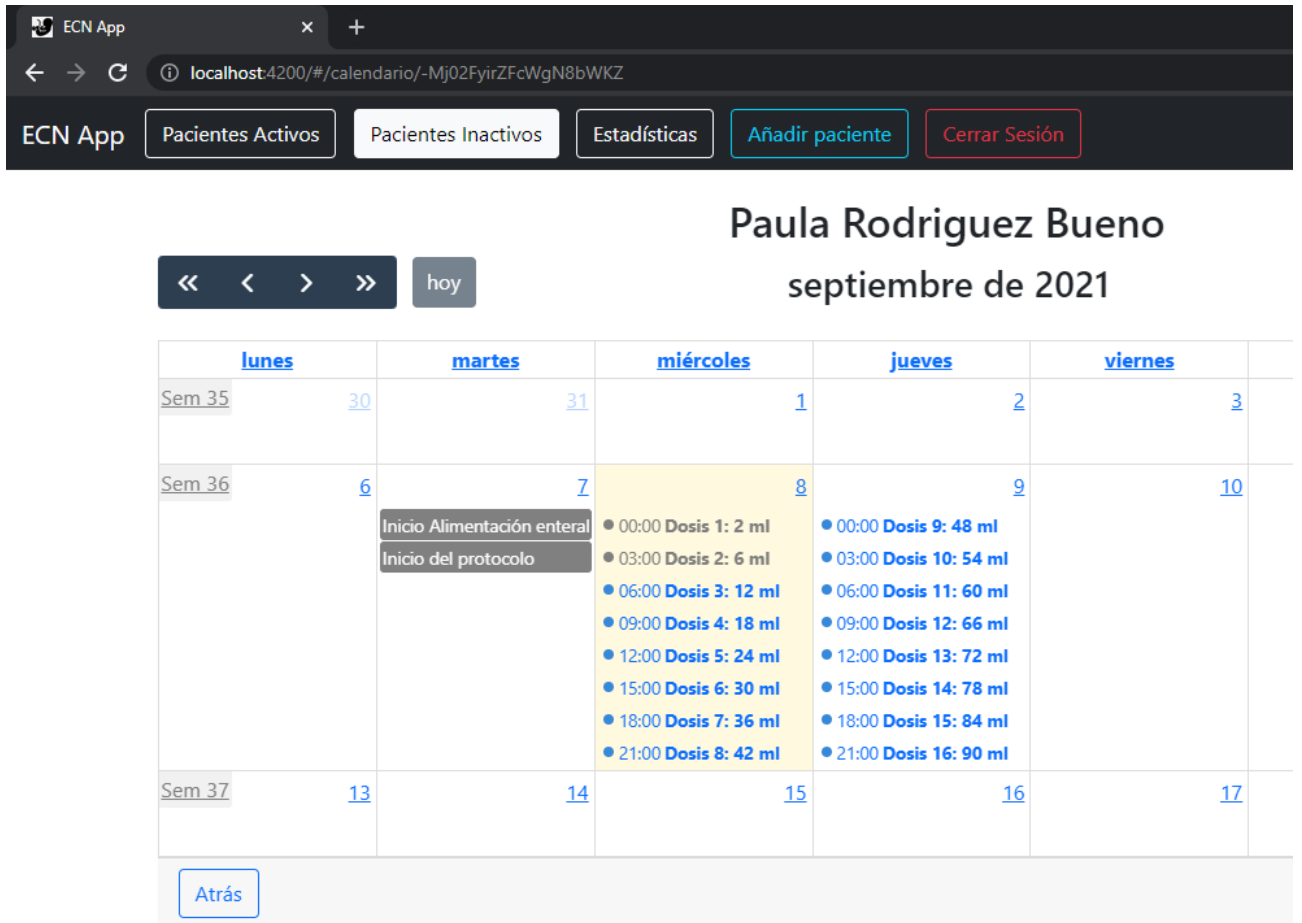 ECN App
localhost:4200/#/calendario/-Mj02FyirZFcWgN8bWKZ
ECN App Pacientes Activos Pacientes Inactivos Estadísticas Añadir paciente Cerrar Sesión
Paula Rodriguez Bueno
hoy septiembre de 2021
lunes martes miércoles jueves viernes
Sem 35 30 31 1 2 3
Sem 36 6 7 8 9 10
Inicio Alimentación enteral 00:00 Dosis 1: 2 ml 00:00 Dosis 9: 48 ml
Inicio del protocolo 03:00 Dosis 2: 6 ml 03:00 Dosis 10: 54 ml
06:00 Dosis 3: 12 ml 06:00 Dosis 11: 60 ml
09:00 Dosis 4: 18 ml 09:00 Dosis 12: 66 ml
12:00 Dosis 5: 24 ml 12:00 Dosis 13: 72 ml
15:00 Dosis 6: 30 ml 15:00 Dosis 14: 78 ml
18:00 Dosis 7: 36 ml 18:00 Dosis 15: 84 ml
21:00 Dosis 8: 42 ml 21:00 Dosis 16: 90 ml
Sem 37 13 14 15 16 17
Atrás